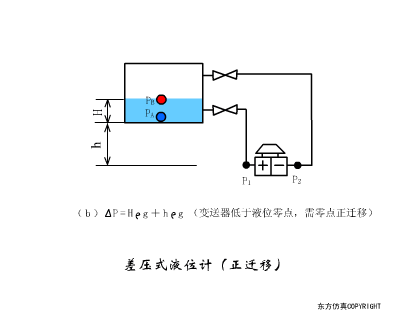 P_B
P_A
H
h
+ −
P₁ P₂
(b) ΔP=Hρg+hρg (变送器低于液位零点，需零点正迁移)
差压式液位计（正迁移）
东方仿真COPYRIGHT